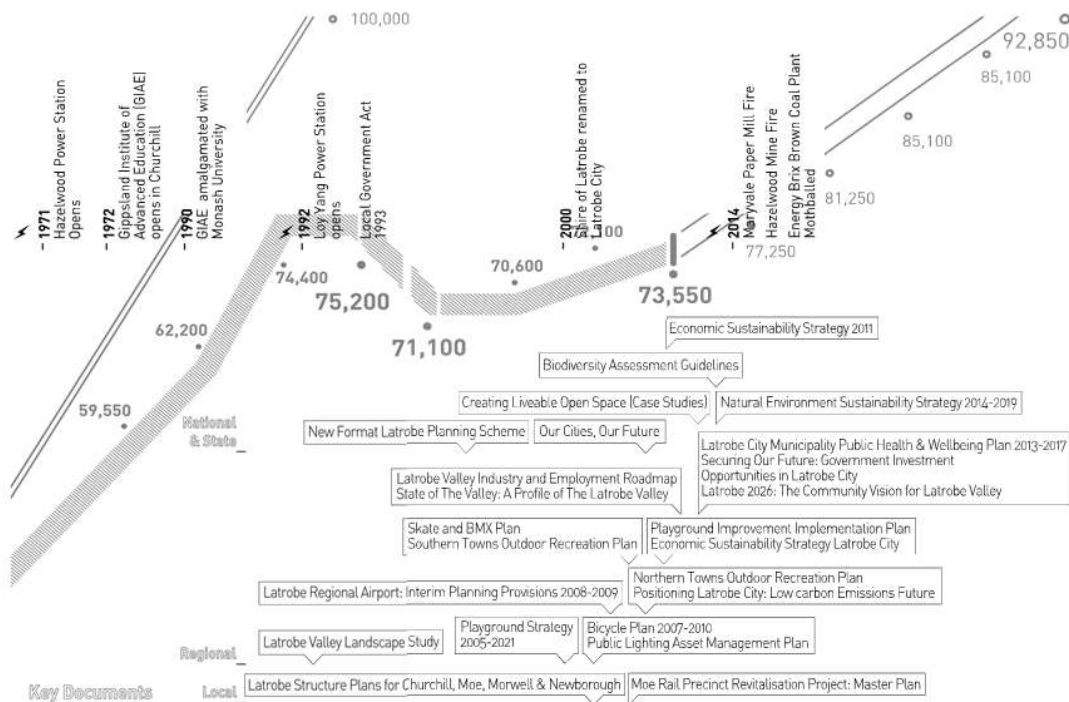 100,000
92,850
85,100
85,100
81,250
77,250
1971
Hazelwood Power Station
Opens
1972
Gippsland Institute of
Advanced Education (GIAE)
opens in Churchill
1990
GIAE amalgamated with
Monash University
1992
Loy Yang Power Station
opens
Local Government Act
1993
2000
Shire of Latrobe renamed to
Latrobe City
2014
Maryvale Paper Mill Fire
Hazelwood Mine Fire
Energy Brix Brown Coal Plant
Mothballed
59,550
62,200
74,400
75,200
71,100
70,600
73,550
Economic Sustainability Strategy 2011
Biodiversity Assessment Guidelines
Creating Liveable Open Space (Case Studies)
Natural Environment Sustainability Strategy 2014-2019
National
& State
New Format Latrobe Planning Scheme
Our Cities, Our Future
Latrobe City Municipality Public Health & Wellbeing Plan 2013-2017
Securing Our Future: Government Investment
Opportunities in Latrobe City
Latrobe 2026: The Community Vision for Latrobe Valley
Latrobe Valley Industry and Employment Roadmap
State of The Valley: A Profile of The Latrobe Valley
Skate and BMX Plan
Southern Towns Outdoor Recreation Plan
Playground Improvement Implementation Plan
Economic Sustainability Strategy Latrobe City
Latrobe Regional Airport: Interim Planning Provisions 2008-2009
Northern Towns Outdoor Recreation Plan
Positioning Latrobe City: Low carbon Emissions Future
Regional
Latrobe Valley Landscape Study
Playground Strategy
2005-2021
Bicycle Plan 2007-2010
Public Lighting Asset Management Plan
Key Documents
Local
Latrobe Structure Plans for Churchill, Moe, Morwell & Newborough
Moe Rail Precinct Revitalisation Project: Master Plan